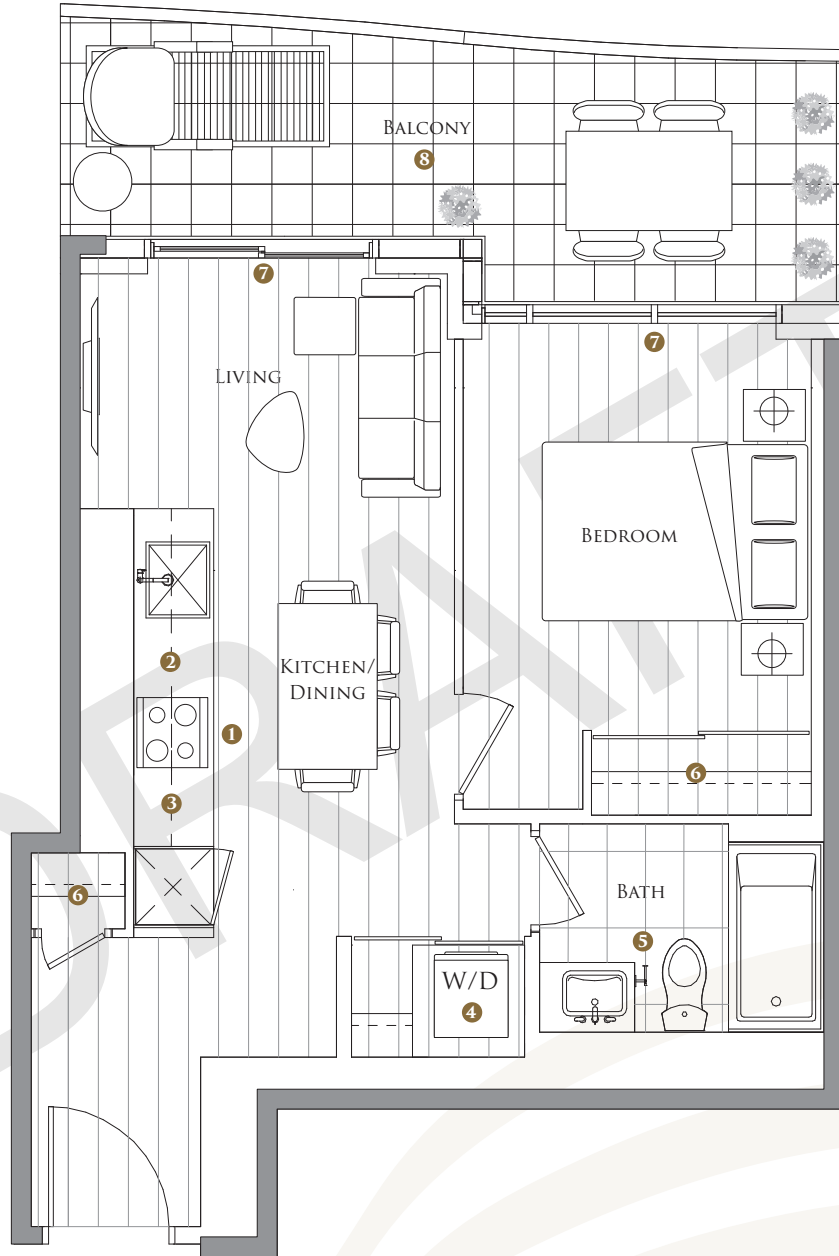 BALCONY
8
7
7
LIVING
BEDROOM
2
KITCHEN/
DINING
1
3
6
6
BATH
5
W/D
4
DRAFT